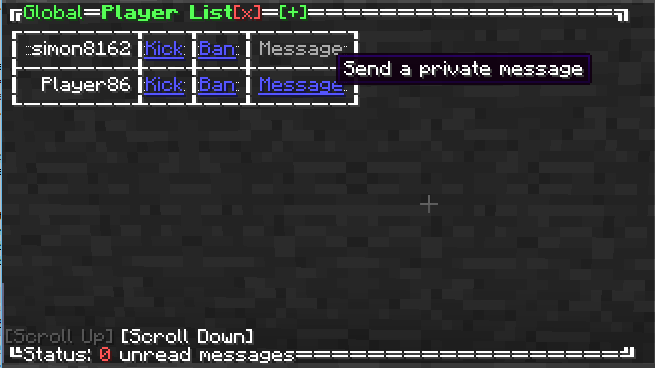 Global=Player List[x]=[+]
simon8162 Kick Ban Message
Send a private message
Player86 Kick Ban Message
[Scroll Up] [Scroll Down]
Status: 0 unread messages